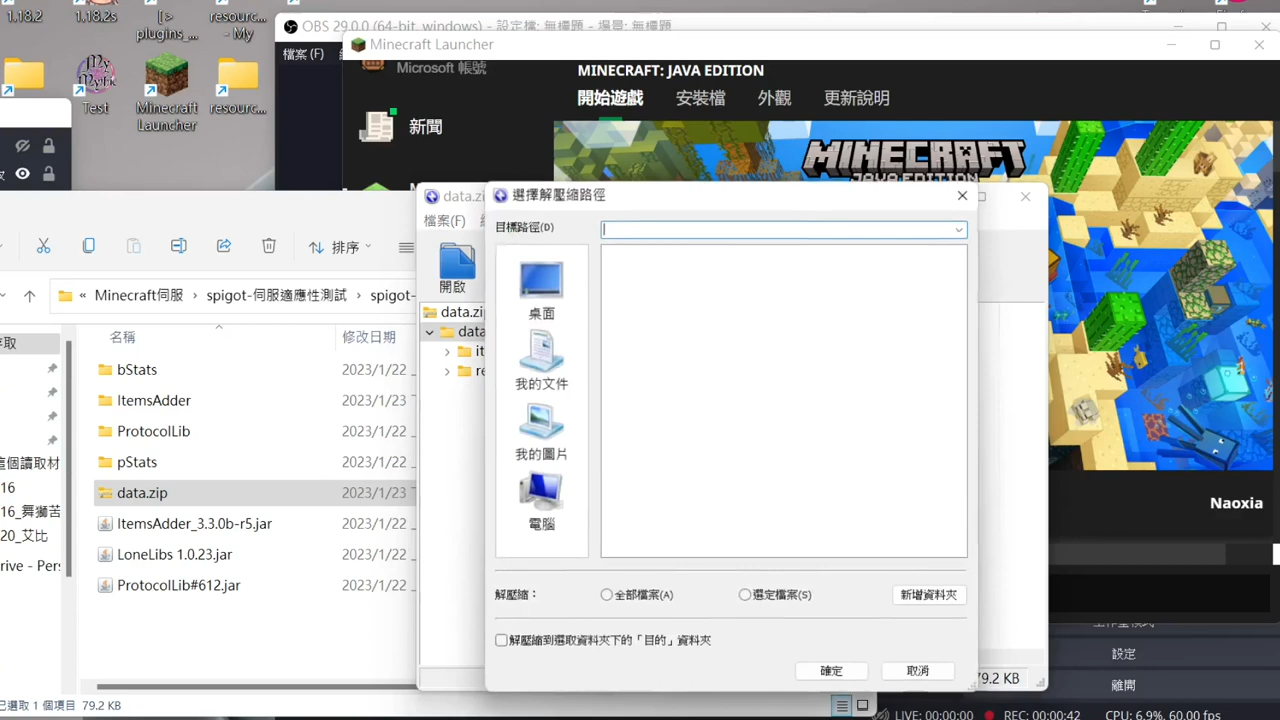 1.18.2
1.18.2s
[>
plugins_...
resourc...
- My
Test
Minecraft
Launcher
resourc...
OBS 29.0.0 (64-bit, windows) - 設定檔: 無標題 - 場景: 無標題
檔案(F)
Minecraft Launcher
Microsoft 帳號
新聞
MINECRAFT: JAVA EDITION
開始遊戲
安裝檔
外觀
更新說明
MINECRAFT
JAVA EDITION
Naoxia
排序
« Minecraft伺服 › spigot-伺服適應性測試 › spigot-
名稱
修改日期
bStats
2023/1/22
ItemsAdder
2023/1/23
ProtocolLib
2023/1/22
pStats
2023/1/22
data.zip
2023/1/23
ItemsAdder_3.3.0b-r5.jar
2023/1/22
LoneLibs 1.0.23.jar
2023/1/22
ProtocolLib#612.jar
2023/1/22
這個讀取材
16
16_舞獅苦
20_艾比
rive - Pers
已選取 1 個項目 79.2 KB
data.zi
檔案(F)
開啟
data.zi
data
it
re
79.2 KB
選擇解壓縮路徑
目標路徑(D)
桌面
我的文件
我的圖片
電腦
解壓縮：
全部檔案(A)
選定檔案(S)
新增資料夾
解壓縮到選取資料夾下的「目的」資料夾
確定
取消
設定
離開
LIVE: 00:00:00
REC: 00:00:42
CPU: 6.9%, 60.00 fps